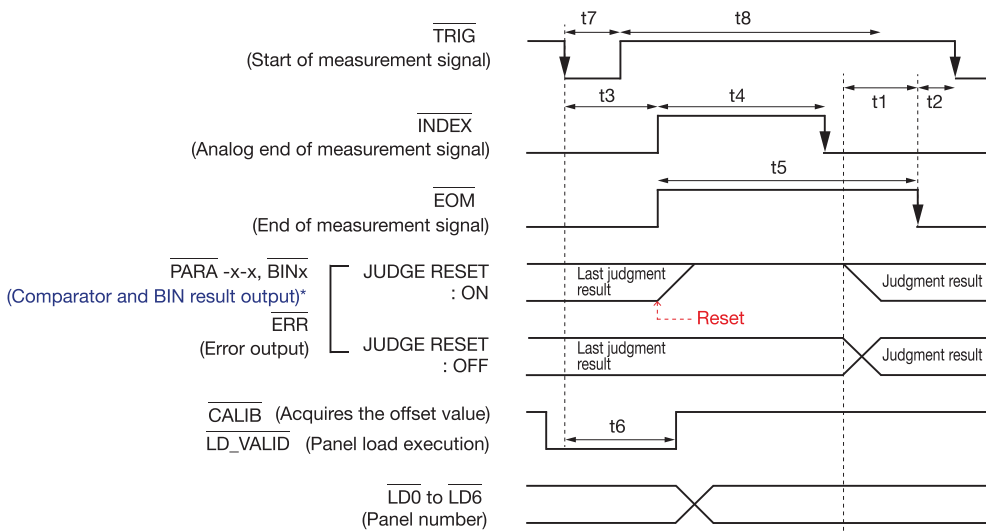 t7
t8
TRIG
(Start of measurement signal)
t3
t4
t1
t2
INDEX
(Analog end of measurement signal)
t5
EOM
(End of measurement signal)
PARA -x-x, BINx
(Comparator and BIN result output)*
ERR
(Error output)
JUDGE RESET
: ON
Last judgment
result
Judgment result
Reset
JUDGE RESET
: OFF
Last judgment
result
Judgment result
CALIB (Acquires the offset value)
LD_VALID (Panel load execution)
t6
LD0 to LD6
(Panel number)